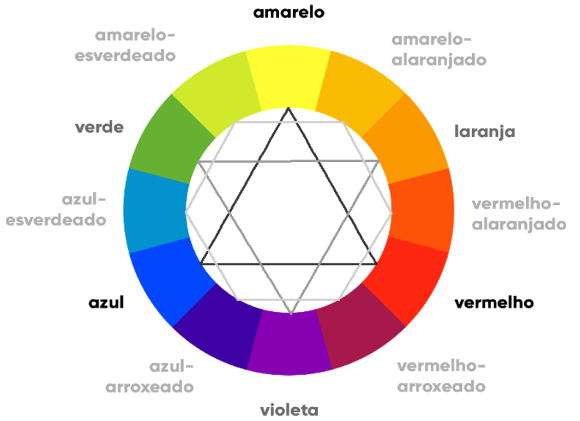 amarelo
amarelo-
esverdeado
amarelo-
alaranjado
verde
laranja
azul-
esverdeado
vermelho-
alaranjado
azul
vermelho
azul-
arroxeado
vermelho-
arroxeado
violeta